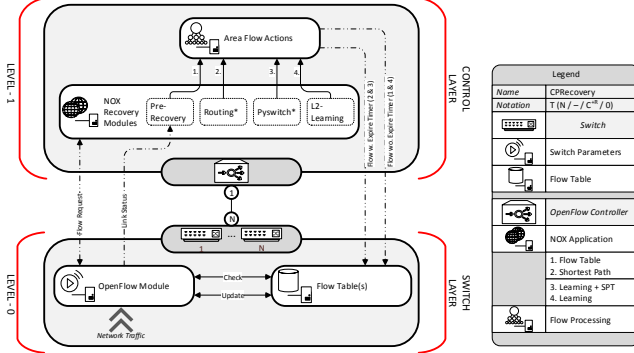 LEVEL - 1
CONTROL
LAYER
Area Flow Actions
1.
2.
3.
4.
NOX
Recovery
Modules
Pre-
Recovery
Routing*
Pyswitch*
L2-
Learning
Flow w. Expire Timer (2 & 3)
Flow wo. Expire Timer (1 & 4)
Flow Request
Link Status
1
N
1
...
N
LEVEL - 0
SWITCH
LAYER
OpenFlow Module
Check
Update
Flow Table(s)
Network Traffic
Legend
Name
CPRecovery
Notation
T (N / – / C+R / 0)
Switch
Switch Parameters
Flow Table
OpenFlow Controller
NOX Application
1. Flow Table
2. Shortest Path
3. Learning + SPT
4. Learning
Flow Processing